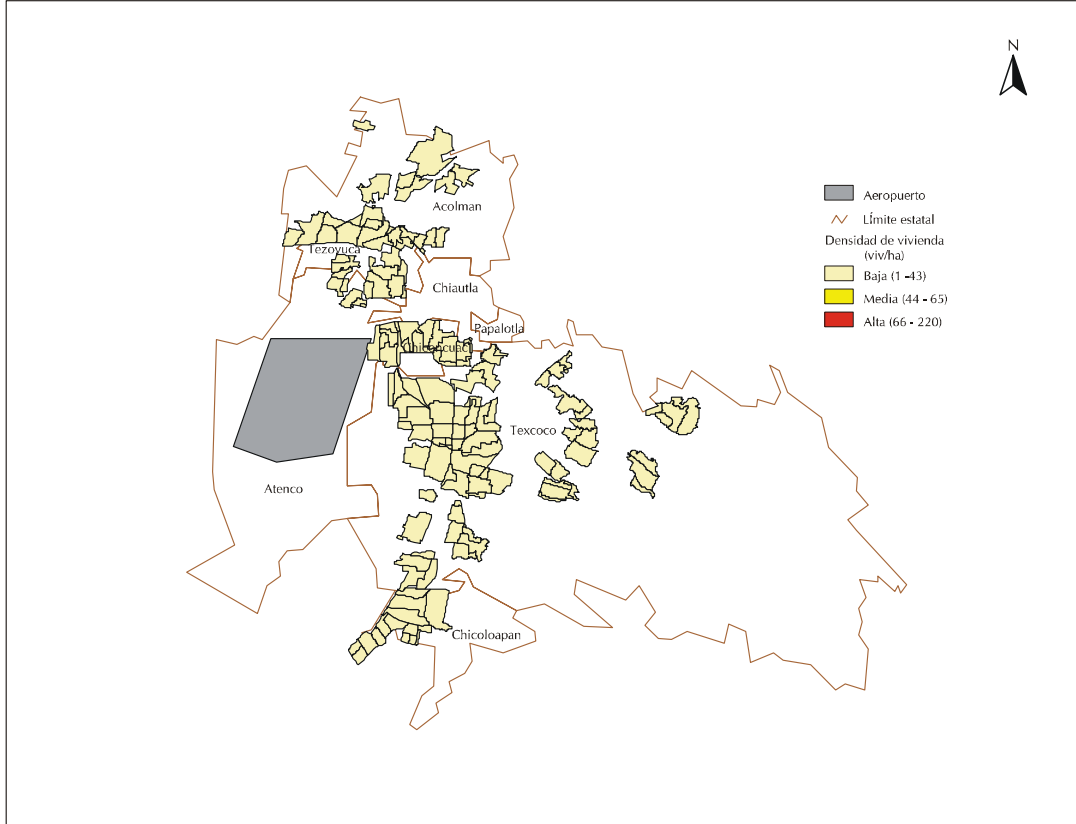 N
Aeropuerto
Límite estatal
Densidad de vivienda
(viv/ha)
Baja (1 -43)
Media (44 - 65)
Alta (66 - 220)
Acolman
Tezoyuca
Chiautla
Papalotla
Chiconcuac
Texcoco
Atenco
Chicoloapan